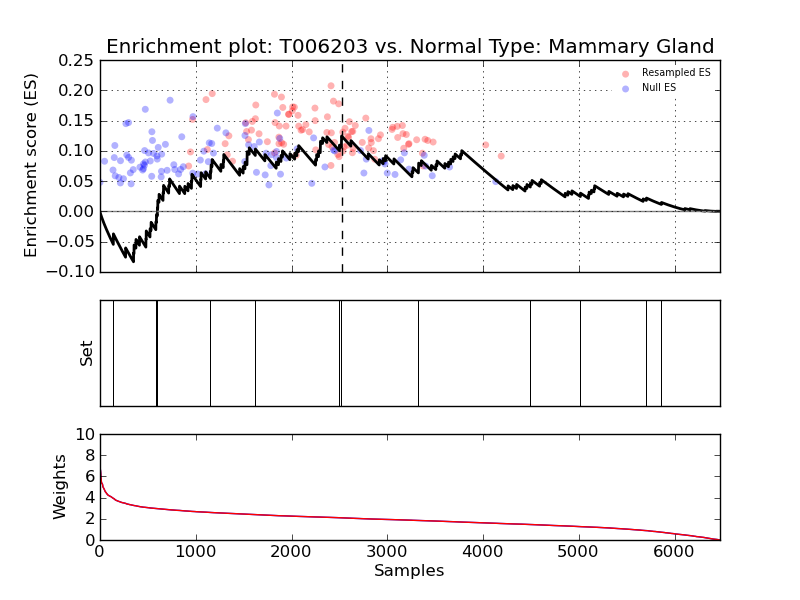 Enrichment plot: T006203 vs. Normal Type: Mammary Gland
0.25
0.20
0.15
0.10
0.05
0.00
−0.05
−0.10
Enrichment score (ES)
Resampled ES
Null ES
Set
10
8
6
4
2
0
Weights
0 1000 2000 3000 4000 5000 6000
Samples